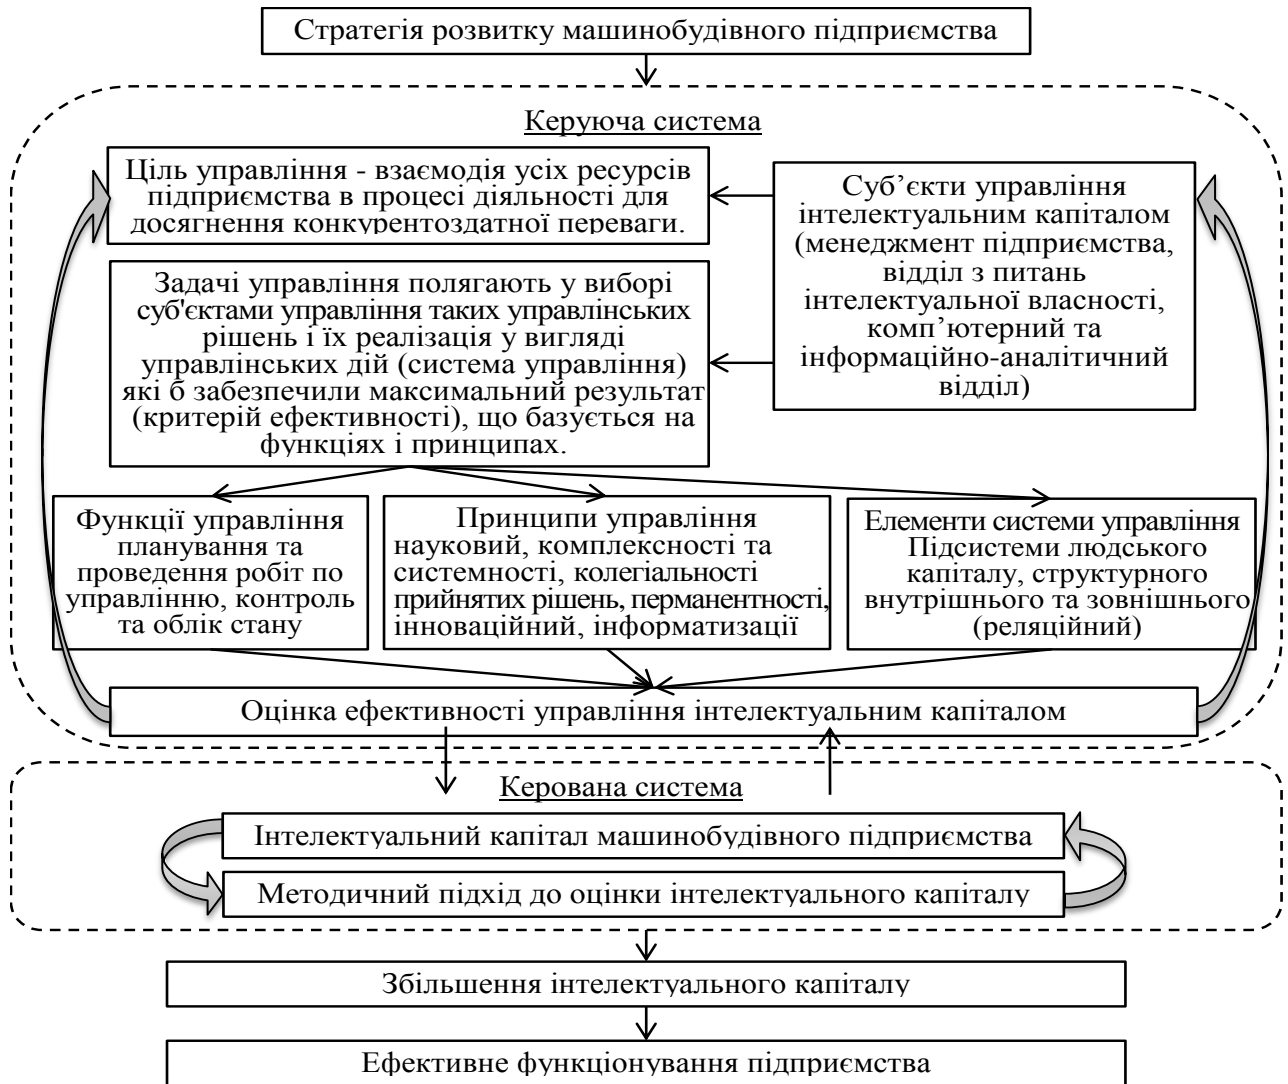 Стратегія розвитку машинобудівного підприємства
Керуюча система
Ціль управління - взаємодія усіх ресурсів
підприємства в процесі діяльності для
досягнення конкурентоздатної переваги.
Суб’єкти управління
інтелектуальним капіталом
(менеджмент підприємства,
відділ з питань
інтелектуальної власності,
комп’ютерний та
інформаційно-аналітичний
відділ)
Задачі управління полягають у виборі
суб'єктами управління таких управлінських
рішень і їх реалізація у вигляді
управлінських дій (система управління)
які б забезпечили максимальний результат
(критерій ефективності), що базується на
функціях і принципах.
Функції управління
планування та
проведення робіт по
управлінню, контроль
та облік стану
Принципи управління
науковий, комплексності та
системності, колегіальності
прийнятих рішень, перманентності,
інноваційний, інформатизації
Елементи системи управління
Підсистеми людського
капіталу, структурного
внутрішнього та зовнішнього
(реляційний)
Оцінка ефективності управління інтелектуальним капіталом
Керована система
Інтелектуальний капітал машинобудівного підприємства
Методичний підхід до оцінки інтелектуального капіталу
Збільшення інтелектуального капіталу
Ефективне функціонування підприємства